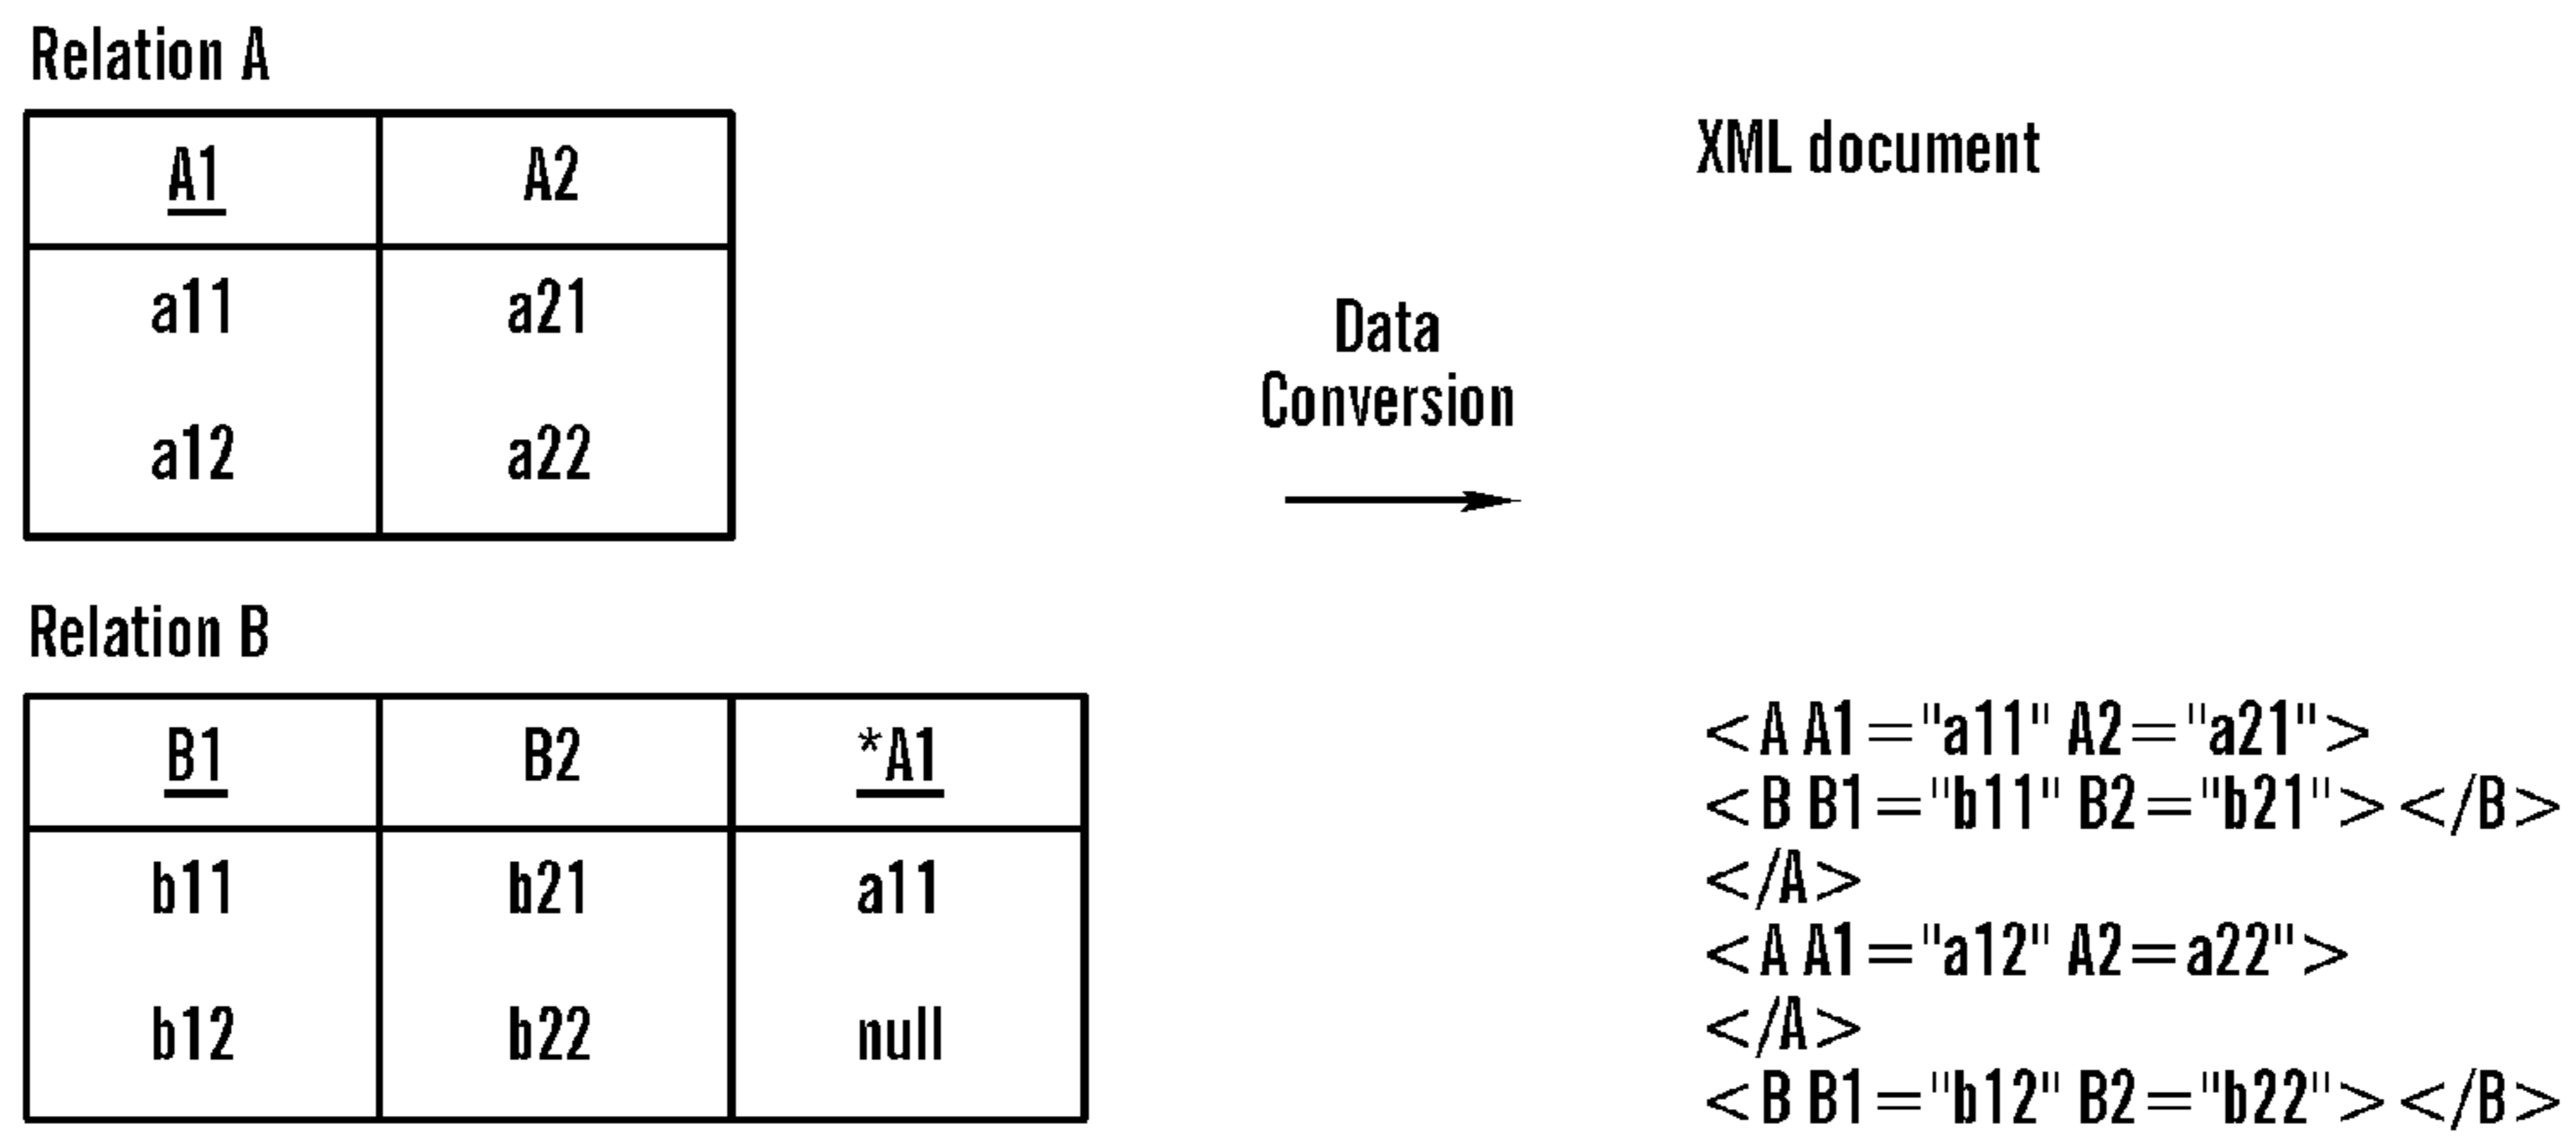 Relation A
A1 A2
a11 a21
a12 a22
Relation B
B1 B2 *A1
b11 b21 a11
b12 b22 null
Data
Conversion
XML document
<A A1="a11" A2="a21">
<B B1="b11" B2="b21"></B>
</A>
<A A1="a12" A2=a22">
</A>
<B B1="b12" B2="b22"></B>